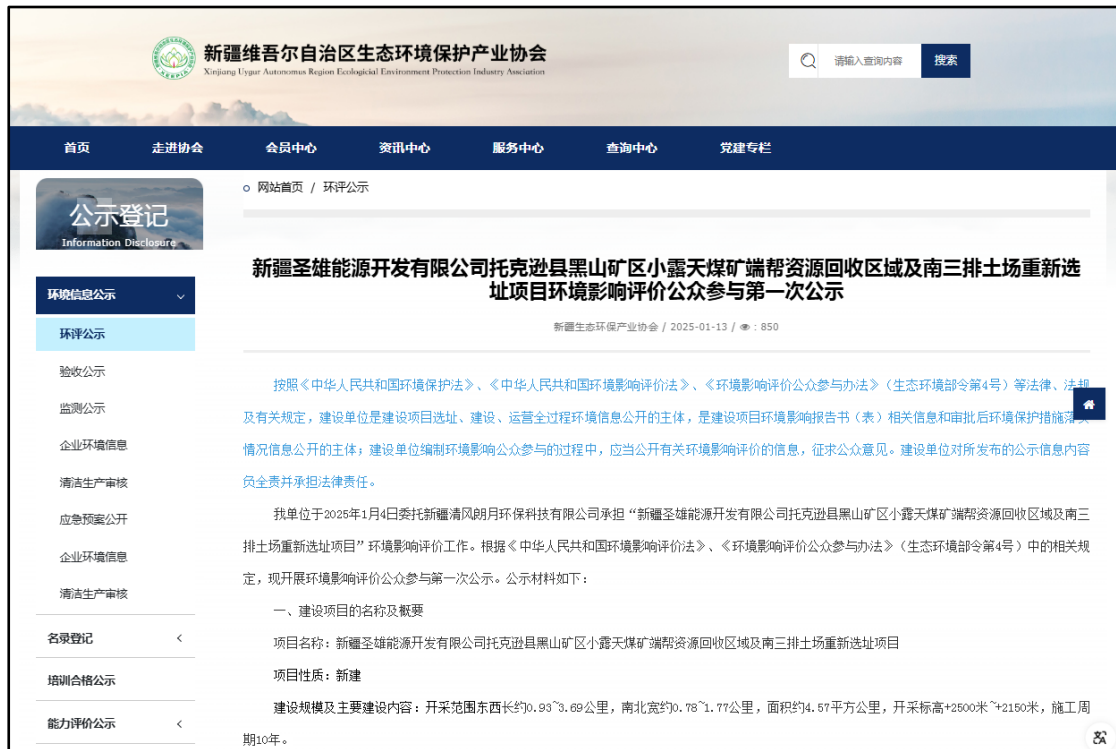 新疆维吾尔自治区生态环境保护产业协会
Xinjiang Uygur Autonomus Region Ecologicial Environment Protection Industry Assciation
请输入查询内容
搜索
首页 走进协会 会员中心 资讯中心 服务中心 查询中心 党建专栏
公示登记
Information Disclosure
环境信息公示
环评公示
验收公示
监测公示
企业环境信息
清洁生产审核
应急预案公开
企业环境信息
清洁生产审核
名录登记
培训合格公示
能力评价公示
网站首页 / 环评公示
新疆圣雄能源开发有限公司托克逊县黑山矿区小露天煤矿端帮资源回收区域及南三排土场重新选
址项目环境影响评价公众参与第一次公示
新疆生态环保产业协会 / 2025-01-13 / : 850
按照《中华人民共和国环境保护法》、《中华人民共和国环境影响评价法》、《环境影响评价公众参与办法》（生态环境部令第4号）等法律、法规
及有关规定，建设单位是建设项目选址、建设、运营全过程环境信息公开的主体，是建设项目环境影响报告书（表）相关信息和审批后环境保护措施落实
情况信息公开的主体；建设单位编制环境影响公众参与的过程中，应当公开有关环境影响评价的信息，征求公众意见。建设单位对所发布的公示信息内容
负全责并承担法律责任。
我单位于2025年1月4日委托新疆清风朗月环保科技有限公司承担“新疆圣雄能源开发有限公司托克逊县黑山矿区小露天煤矿端帮资源回收区域及南三
排土场重新选址项目”环境影响评价工作。根据《中华人民共和国环境影响评价法》、《环境影响评价公众参与办法》（生态环境部令第4号）中的相关规
定，现开展环境影响评价公众参与第一次公示。公示材料如下：
一、建设项目的名称及概要
项目名称：新疆圣雄能源开发有限公司托克逊县黑山矿区小露天煤矿端帮资源回收区域及南三排土场重新选址项目
项目性质：新建
建设规模及主要建设内容：开采范围东西长约0.93~3.69公里，南北宽约0.78~1.77公里，面积约4.57平方公里，开采标高+2500米~+2150米，施工周
期10年。